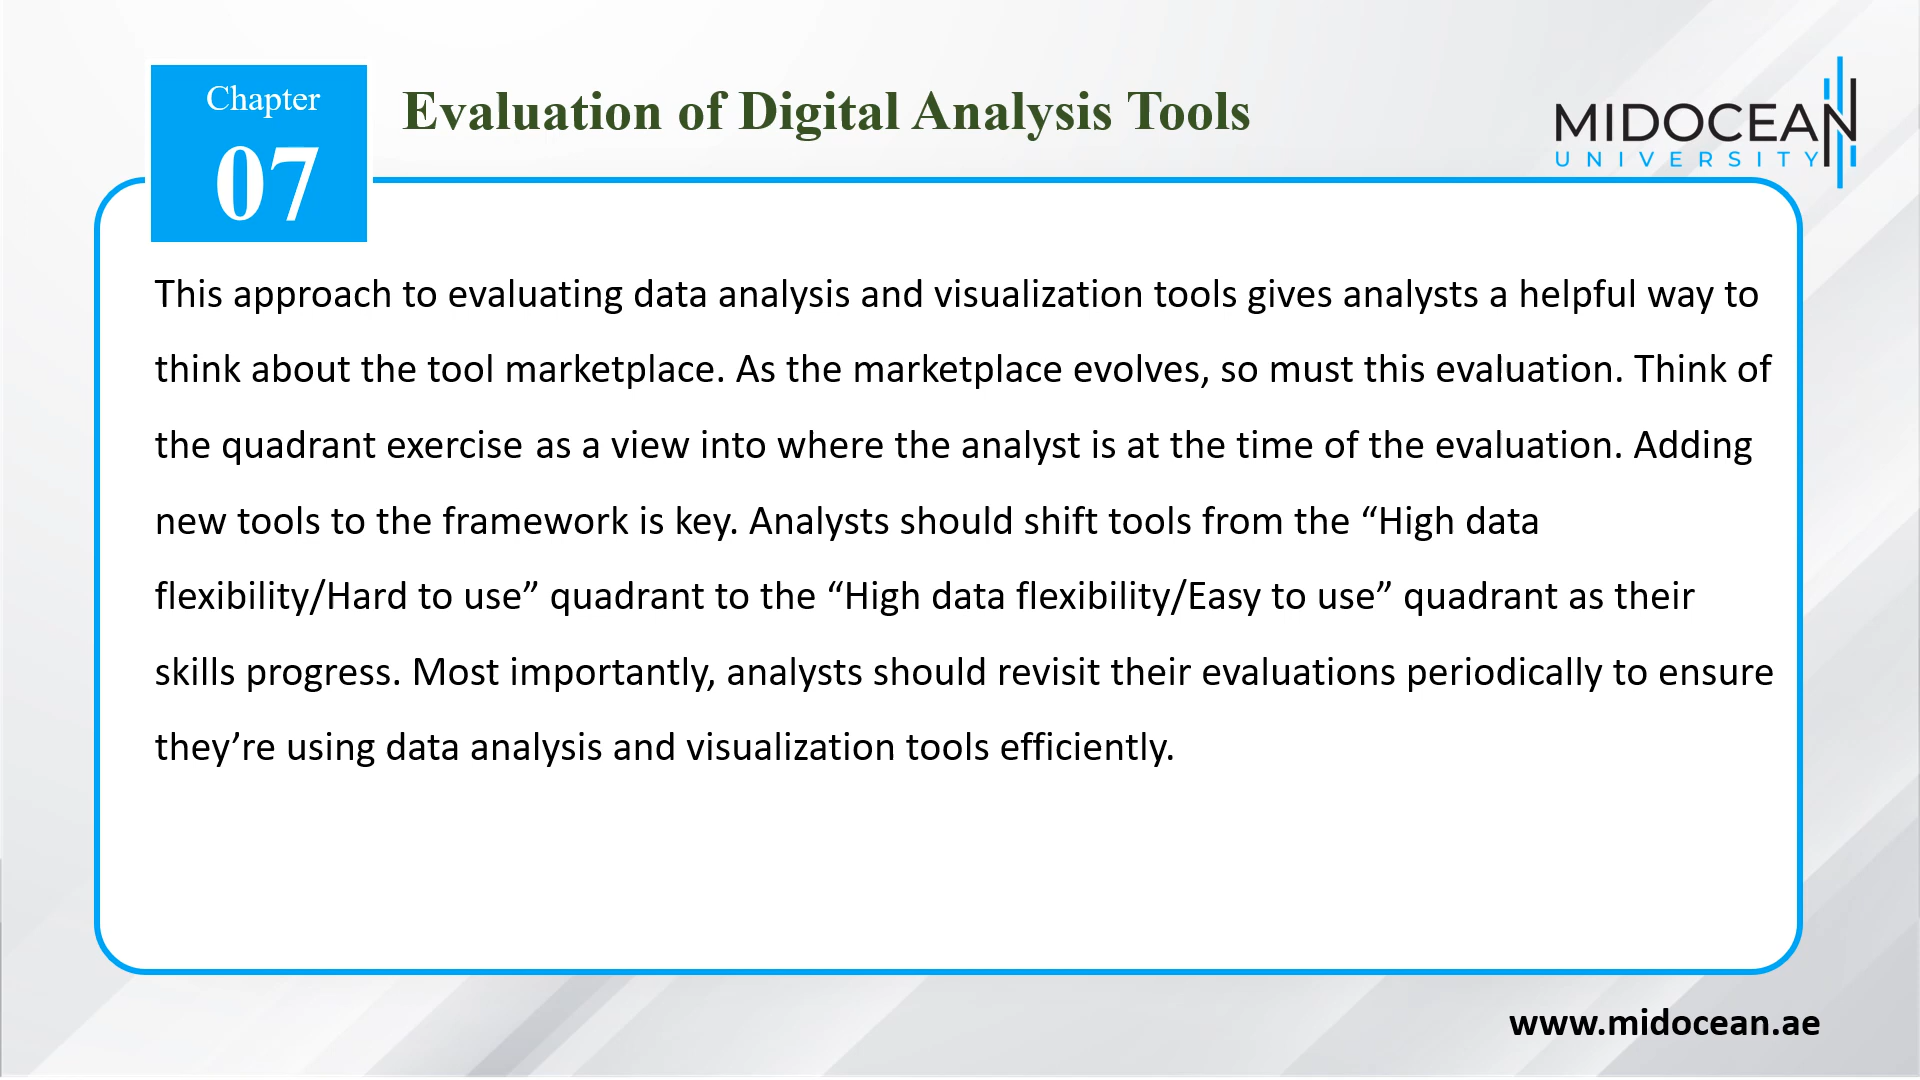 Chapter
07
Evaluation of Digital Analysis Tools
MIDOCEAN
UNIVERSITY
This approach to evaluating data analysis and visualization tools gives analysts a helpful way to
think about the tool marketplace. As the marketplace evolves, so must this evaluation. Think of
the quadrant exercise as a view into where the analyst is at the time of the evaluation. Adding
new tools to the framework is key. Analysts should shift tools from the “High data
flexibility/Hard to use” quadrant to the “High data flexibility/Easy to use” quadrant as their
skills progress. Most importantly, analysts should revisit their evaluations periodically to ensure
they’re using data analysis and visualization tools efficiently.
www.midocean.ae